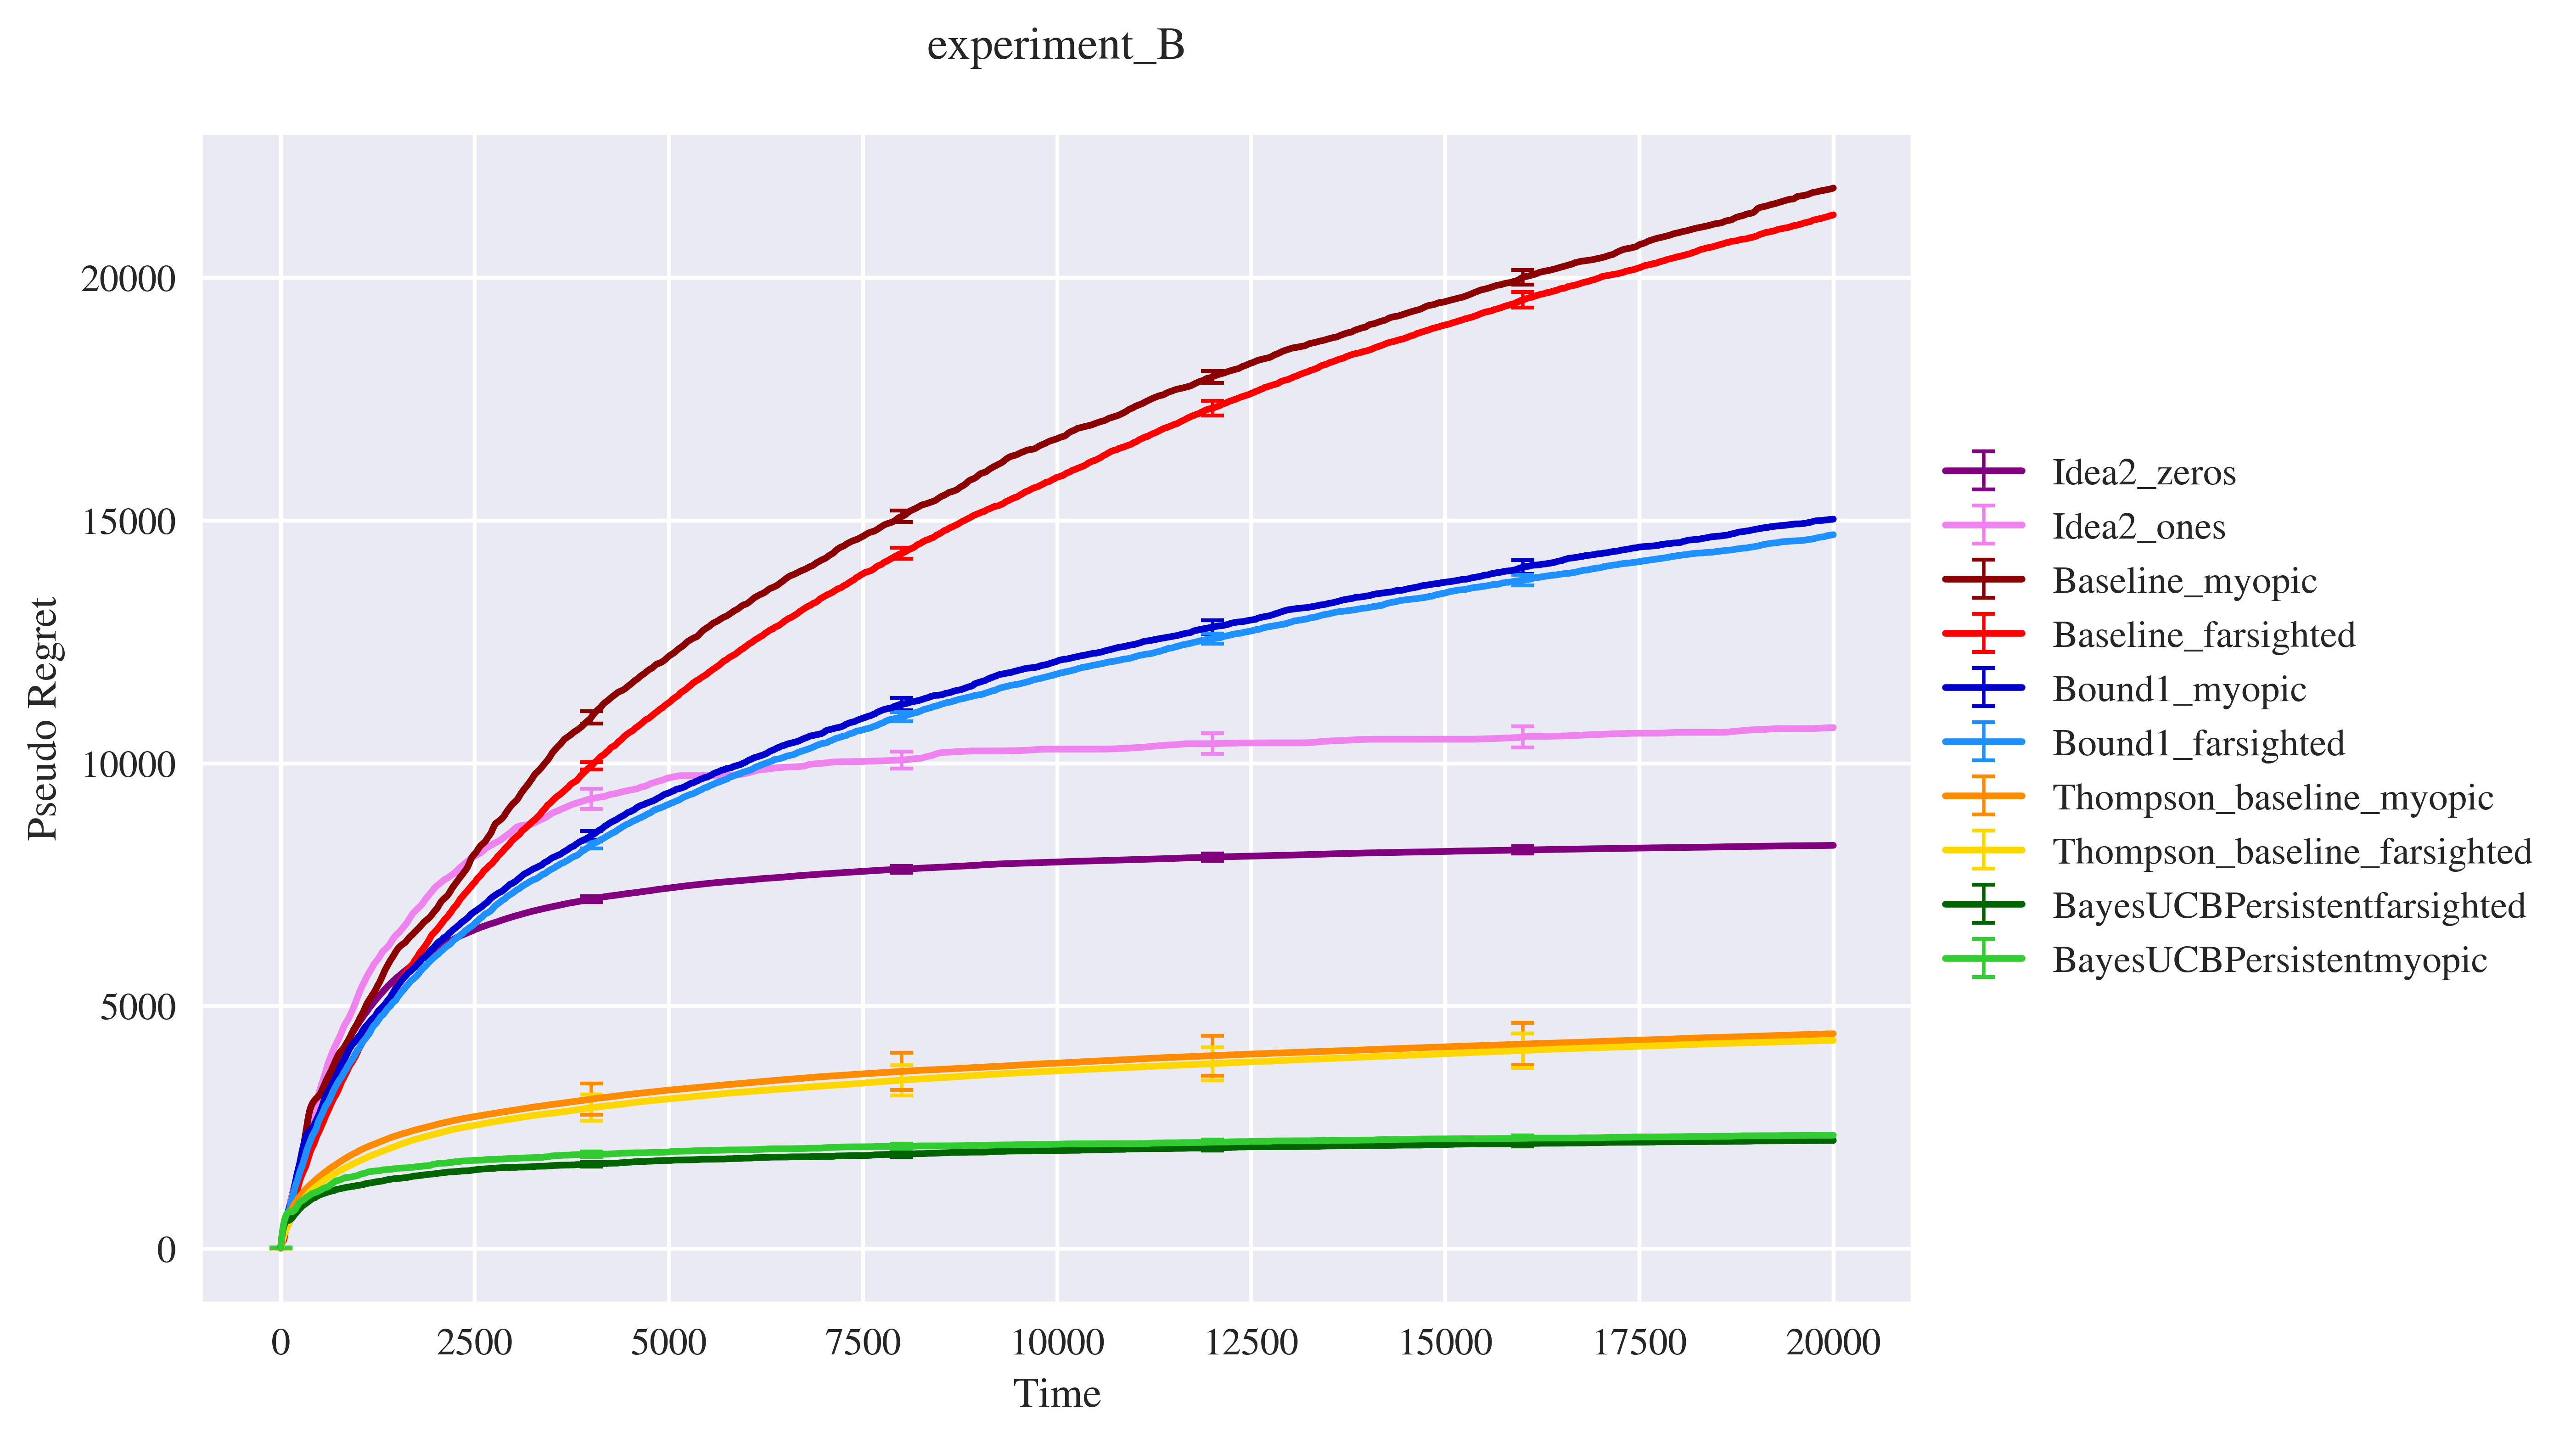 experiment_B
Pseudo Regret
20000
15000
10000
5000
0
0 2500 5000 7500 10000 12500 15000 17500 20000
Time
Idea2_zeros
Idea2_ones
Baseline_myopic
Baseline_farsighted
Bound1_myopic
Bound1_farsighted
Thompson_baseline_myopic
Thompson_baseline_farsighted
BayesUCBPersistentfarsighted
BayesUCBPersistentmyopic